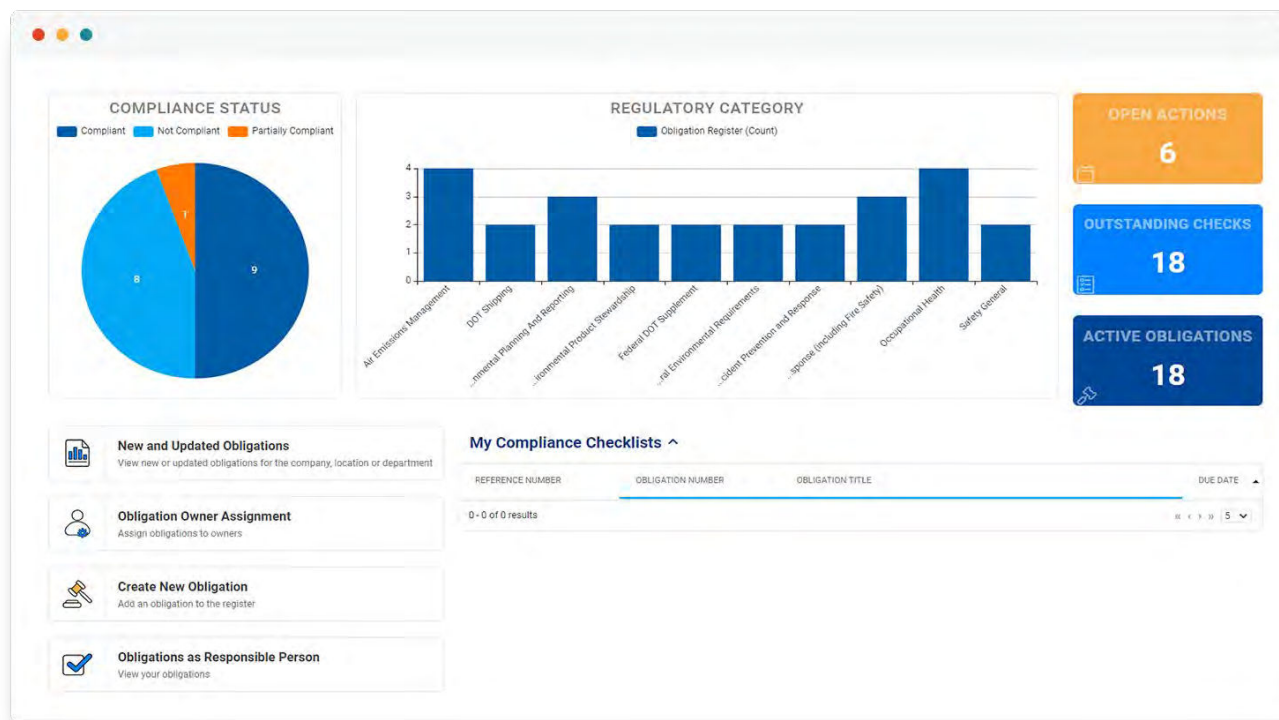 COMPLIANCE STATUS
Compliant Not Compliant Partially Compliant
1
8
9
REGULATORY CATEGORY
Obligation Register (Count)
4
3
2
1
0
Air Emissions Management
DOT Shipping
...nmental Planning And Reporting
...ironmental Product Stewardship
Federal DOT Supplement
...ral Environmental Requirements
...cident Prevention and Response
...sponse (including Fire Safety)
Occupational Health
Safety General
OPEN ACTIONS
6
OUTSTANDING CHECKS
18
ACTIVE OBLIGATIONS
18
New and Updated Obligations
View new or updated obligations for the company, location or department
Obligation Owner Assignment
Assign obligations to owners
Create New Obligation
Add an obligation to the register
Obligations as Responsible Person
View your obligations
My Compliance Checklists
REFERENCE NUMBER OBLIGATION NUMBER OBLIGATION TITLE DUE DATE
0 - 0 of 0 results « ‹ › » 5